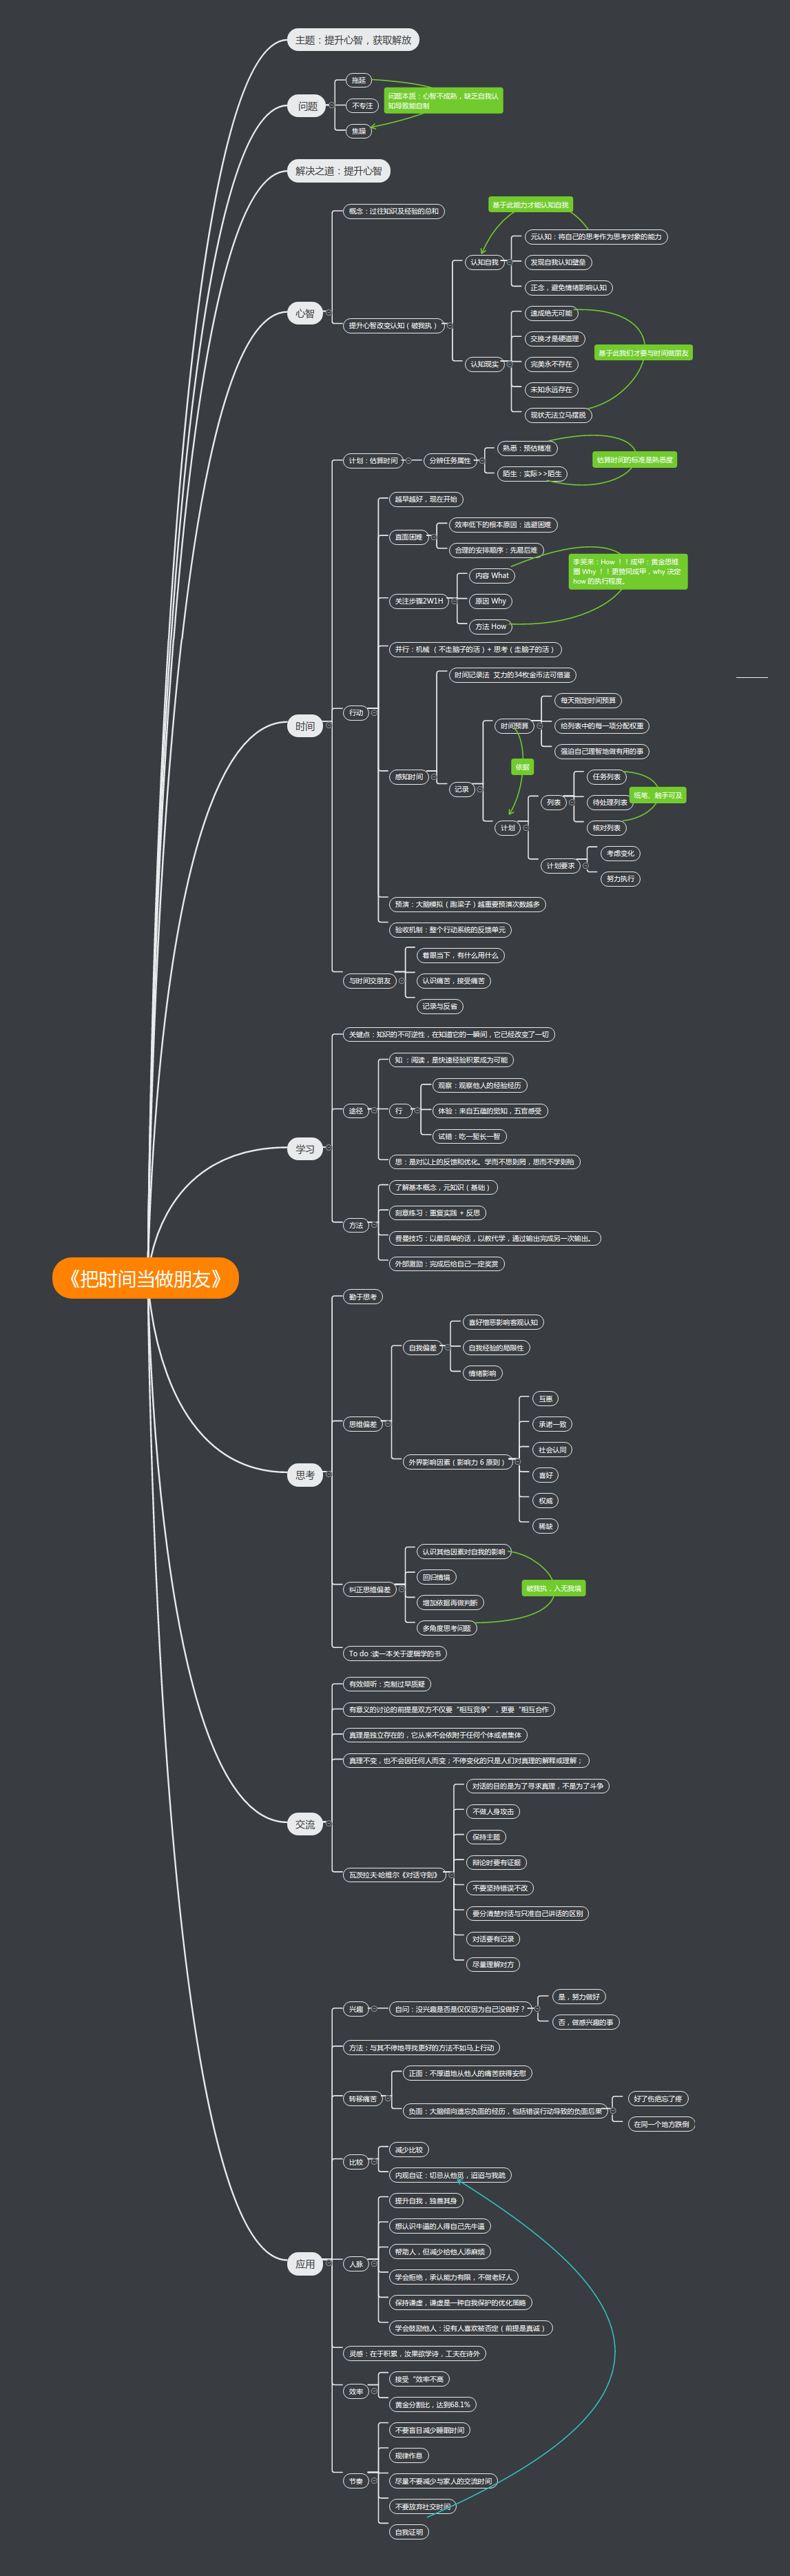 主题：提升心智，获取解放
问题
拖延
不专注
焦躁
问题本质：心智不成熟，缺乏自我认
知导致能自制
解决之道：提升心智
心智
概念：过往知识及经验的总和
提升心智改变认知（破我执）
基于此能力才能认知自我
认知自我
元认知：将自己的思考作为思考对象的能力
发现自我认知壁垒
正念，避免情绪影响认知
认知现实
速成绝无可能
交换才是硬道理
完美永不存在
未知永远存在
现状无法立马摆脱
基于此我们才要与时间做朋友
时间
计划：估算时间
分辨任务属性
熟悉：预估精准
陌生：实际>>陌生
估算时间的标准是熟悉度
行动
越早越好，现在开始
直面困难
效率低下的根本原因：逃避困难
合理的安排顺序：先易后难
关注步骤2W1H
内容 What
原因 Why
方法 How
李笑来：How ！！成甲：黄金思维
圈 Why ！！更赞同成甲，why 决定
how 的执行程度。
并行：机械 （ 不走脑子的活 ）+ 思考（ 走脑子的活 ）
感知时间
时间记录法 艾力的34枚金币法可借鉴
记录
时间预算
每天指定时间预算
给列表中的每一项分配权重
强迫自己理智地做有用的事
依据
计划
列表
任务列表
待处理列表
核对列表
纸笔、触手可及
计划要求
考虑变化
努力执行
预演：大脑模拟（跑梁子）越重要预演次数越多
验收机制：整个行动系统的反馈单元
与时间交朋友
着眼当下，有什么用什么
认识痛苦，接受痛苦
记录与反省
学习
关键点：知识的不可逆性，在知道它的一瞬间，它已经改变了一切
途径
知 ：阅读，是快速经验积累成为可能
行
观察：观察他人的经验经历
体验：来自五蕴的觉知，五官感受
试错：吃一堑长一智
思：是对以上的反馈和优化。学而不思则罔，思而不学则殆
方法
了解基本概念，元知识（基础）
刻意练习：重复实践 + 反思
费曼技巧：以最简单的话，以教代学，通过输出完成另一次输出。
外部激励：完成后给自己一定奖赏
《把时间当做朋友》
思考
勤于思考
思维偏差
自我偏差
喜好憎恶影响客观认知
自我经验的局限性
情绪影响
外界影响因素（ 影响力 6 原则 ）
互惠
承诺一致
社会认同
喜好
权威
稀缺
纠正思维偏差
认识其他因素对自我的影响
回归情境
增加依据再做判断
多角度思考问题
破我执，入无我境
To do :读一本关于逻辑学的书
交流
有效倾听：克制过早质疑
有意义的讨论的前提是双方不仅要“相互竞争”，更要“相互合作
真理是独立存在的，它从来不会依附于任何个体或者集体
真理不变，也不会因任何人而变；不停变化的只是人们对真理的解释或理解；
瓦茨拉夫·哈维尔《对话守则》
对话的目的是为了寻求真理，不是为了斗争
不做人身攻击
保持主题
辩论时要有证据
不要坚持错误不改
要分清楚对话与只准自己讲话的区别
对话要有记录
尽量理解对方
应用
兴趣
自问：没兴趣是否是仅仅因为自己没做好？
是，努力做好
否，做感兴趣的事
方法：与其不停地寻找更好的方法不如马上行动
转移痛苦
正面：不厚道地从他人的痛苦获得安慰
负面：大脑倾向遗忘负面的经历，包括错误行动导致的负面后果
好了伤疤忘了疼
在同一个地方跌倒
比较
减少比较
内观自证：切忌从他觅，迢迢与我疏
人脉
提升自我，独善其身
想认识牛逼的人得自己先牛逼
帮助人，但减少给他人添麻烦
学会拒绝，承认能力有限，不做老好人
保持谦虚，谦虚是一种自我保护的优化策略
学会鼓励他人：没有人喜欢被否定（前提是真诚）
灵感：在于积累，汝果欲学诗，工夫在诗外
效率
接受“效率不高
黄金分割比，达到68.1%
节奏
不要盲目减少睡眠时间
规律作息
尽量不要减少与家人的交流时间
不要放弃社交时间
自我证明